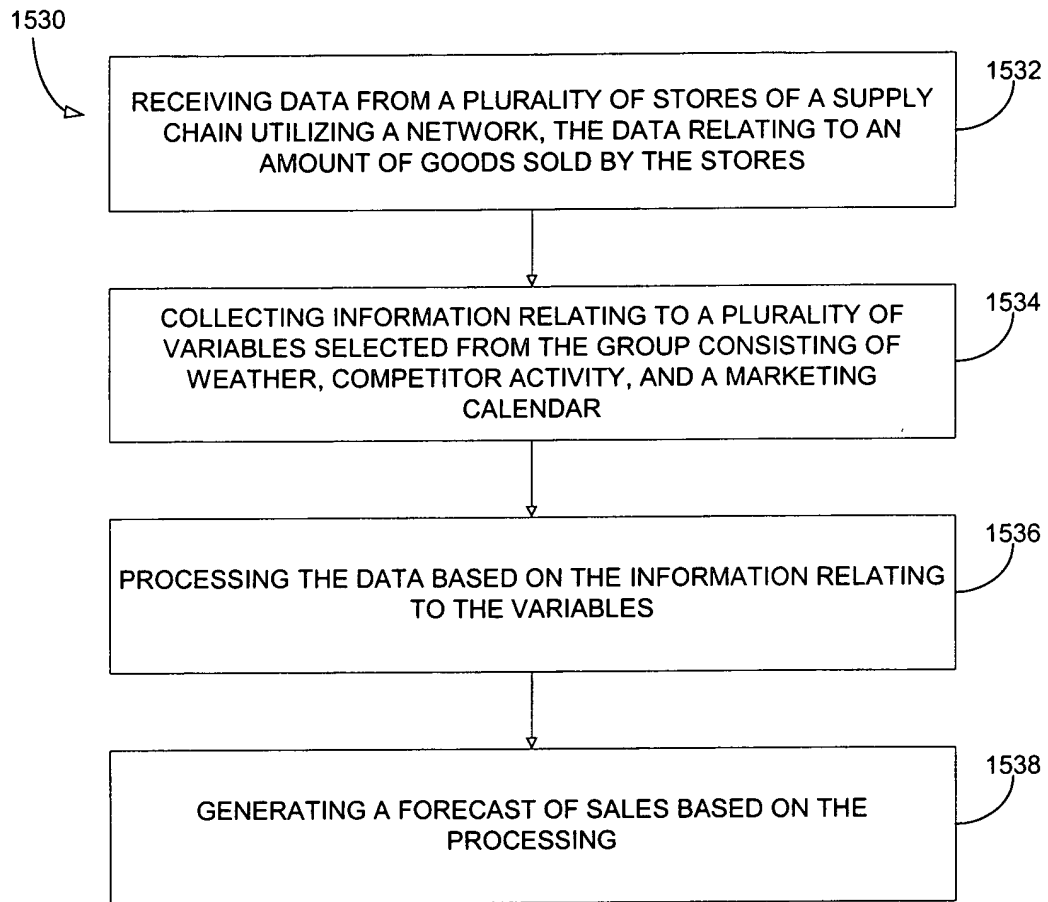 1530
1532
RECEIVING DATA FROM A PLURALITY OF STORES OF A SUPPLY
CHAIN UTILIZING A NETWORK, THE DATA RELATING TO AN
AMOUNT OF GOODS SOLD BY THE STORES
1534
COLLECTING INFORMATION RELATING TO A PLURALITY OF
VARIABLES SELECTED FROM THE GROUP CONSISTING OF
WEATHER, COMPETITOR ACTIVITY, AND A MARKETING
CALENDAR
1536
PROCESSING THE DATA BASED ON THE INFORMATION RELATING
TO THE VARIABLES
1538
GENERATING A FORECAST OF SALES BASED ON THE
PROCESSING